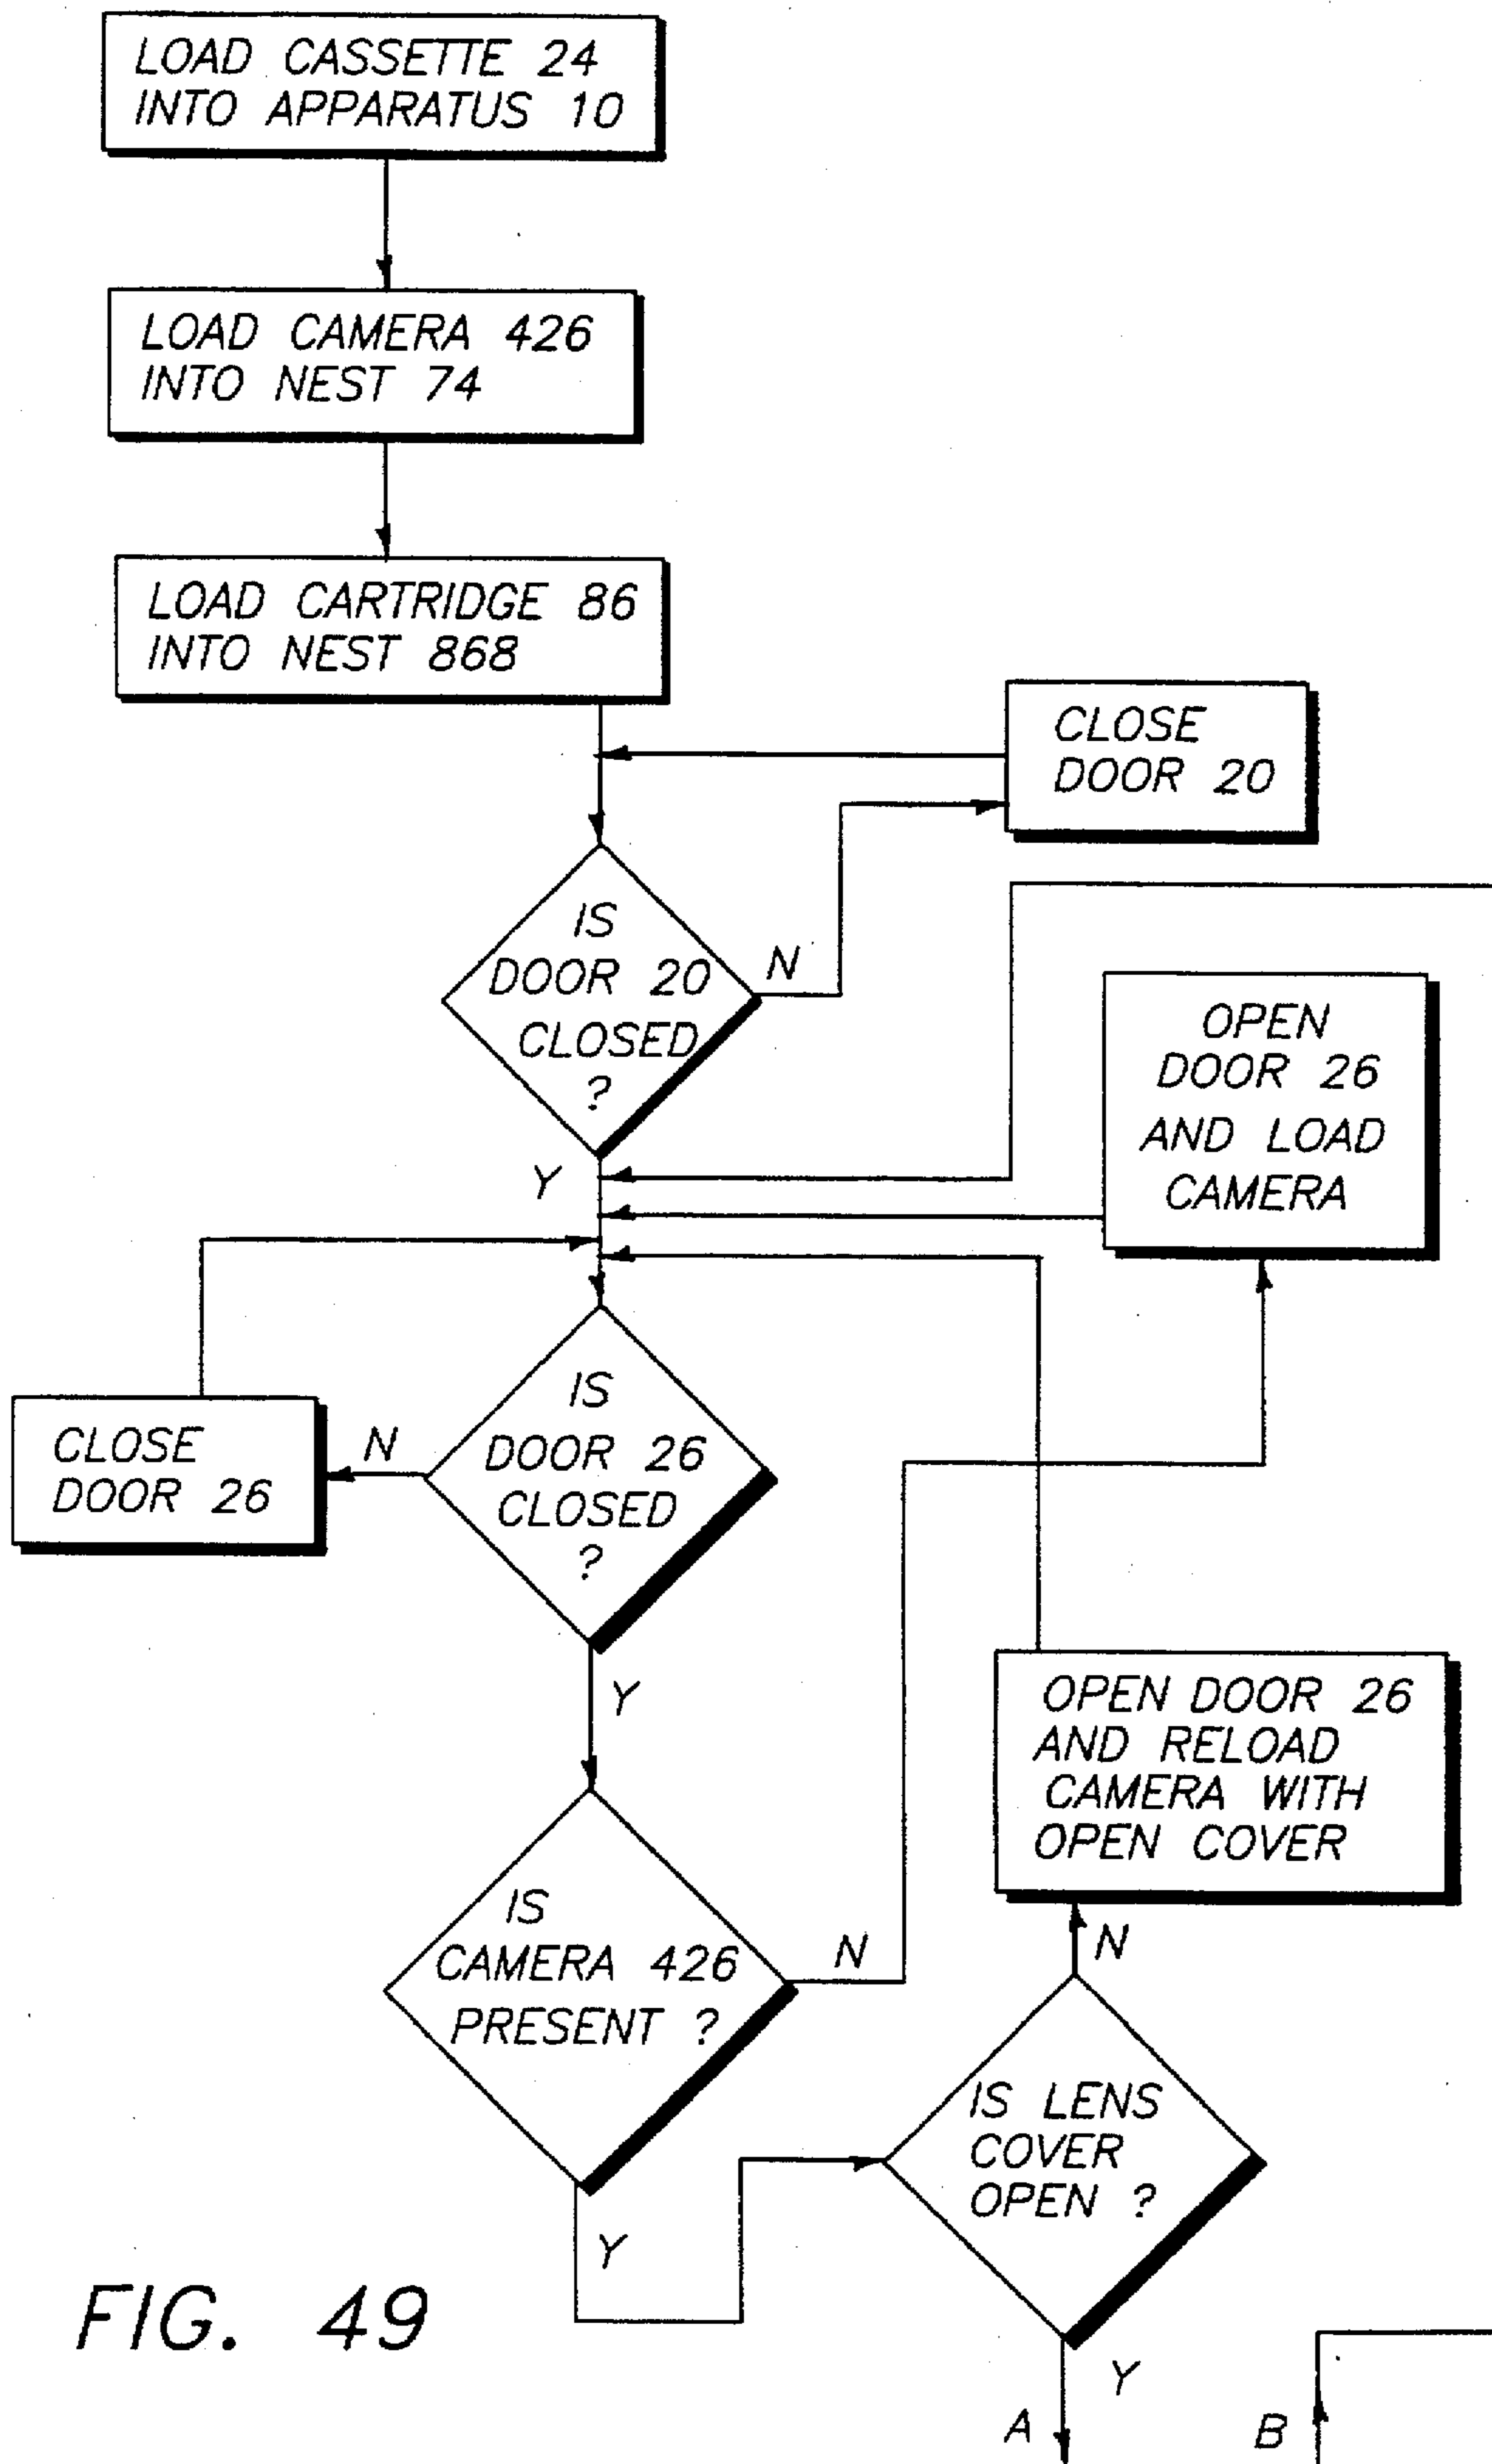 LOAD CASSETTE 24
INTO APPARATUS 10
LOAD CAMERA 426
INTO NEST 74
LOAD CARTRIDGE 86
INTO NEST 868
CLOSE
DOOR 20
IS
DOOR 20
CLOSED
?
N
Y
OPEN
DOOR 26
AND LOAD
CAMERA
IS
DOOR 26
CLOSED
?
N
CLOSE
DOOR 26
Y
OPEN DOOR 26
AND RELOAD
CAMERA WITH
OPEN COVER
IS
CAMERA 426
PRESENT ?
N
N
Y
IS LENS
COVER
OPEN ?
Y
A
B
FIG. 49